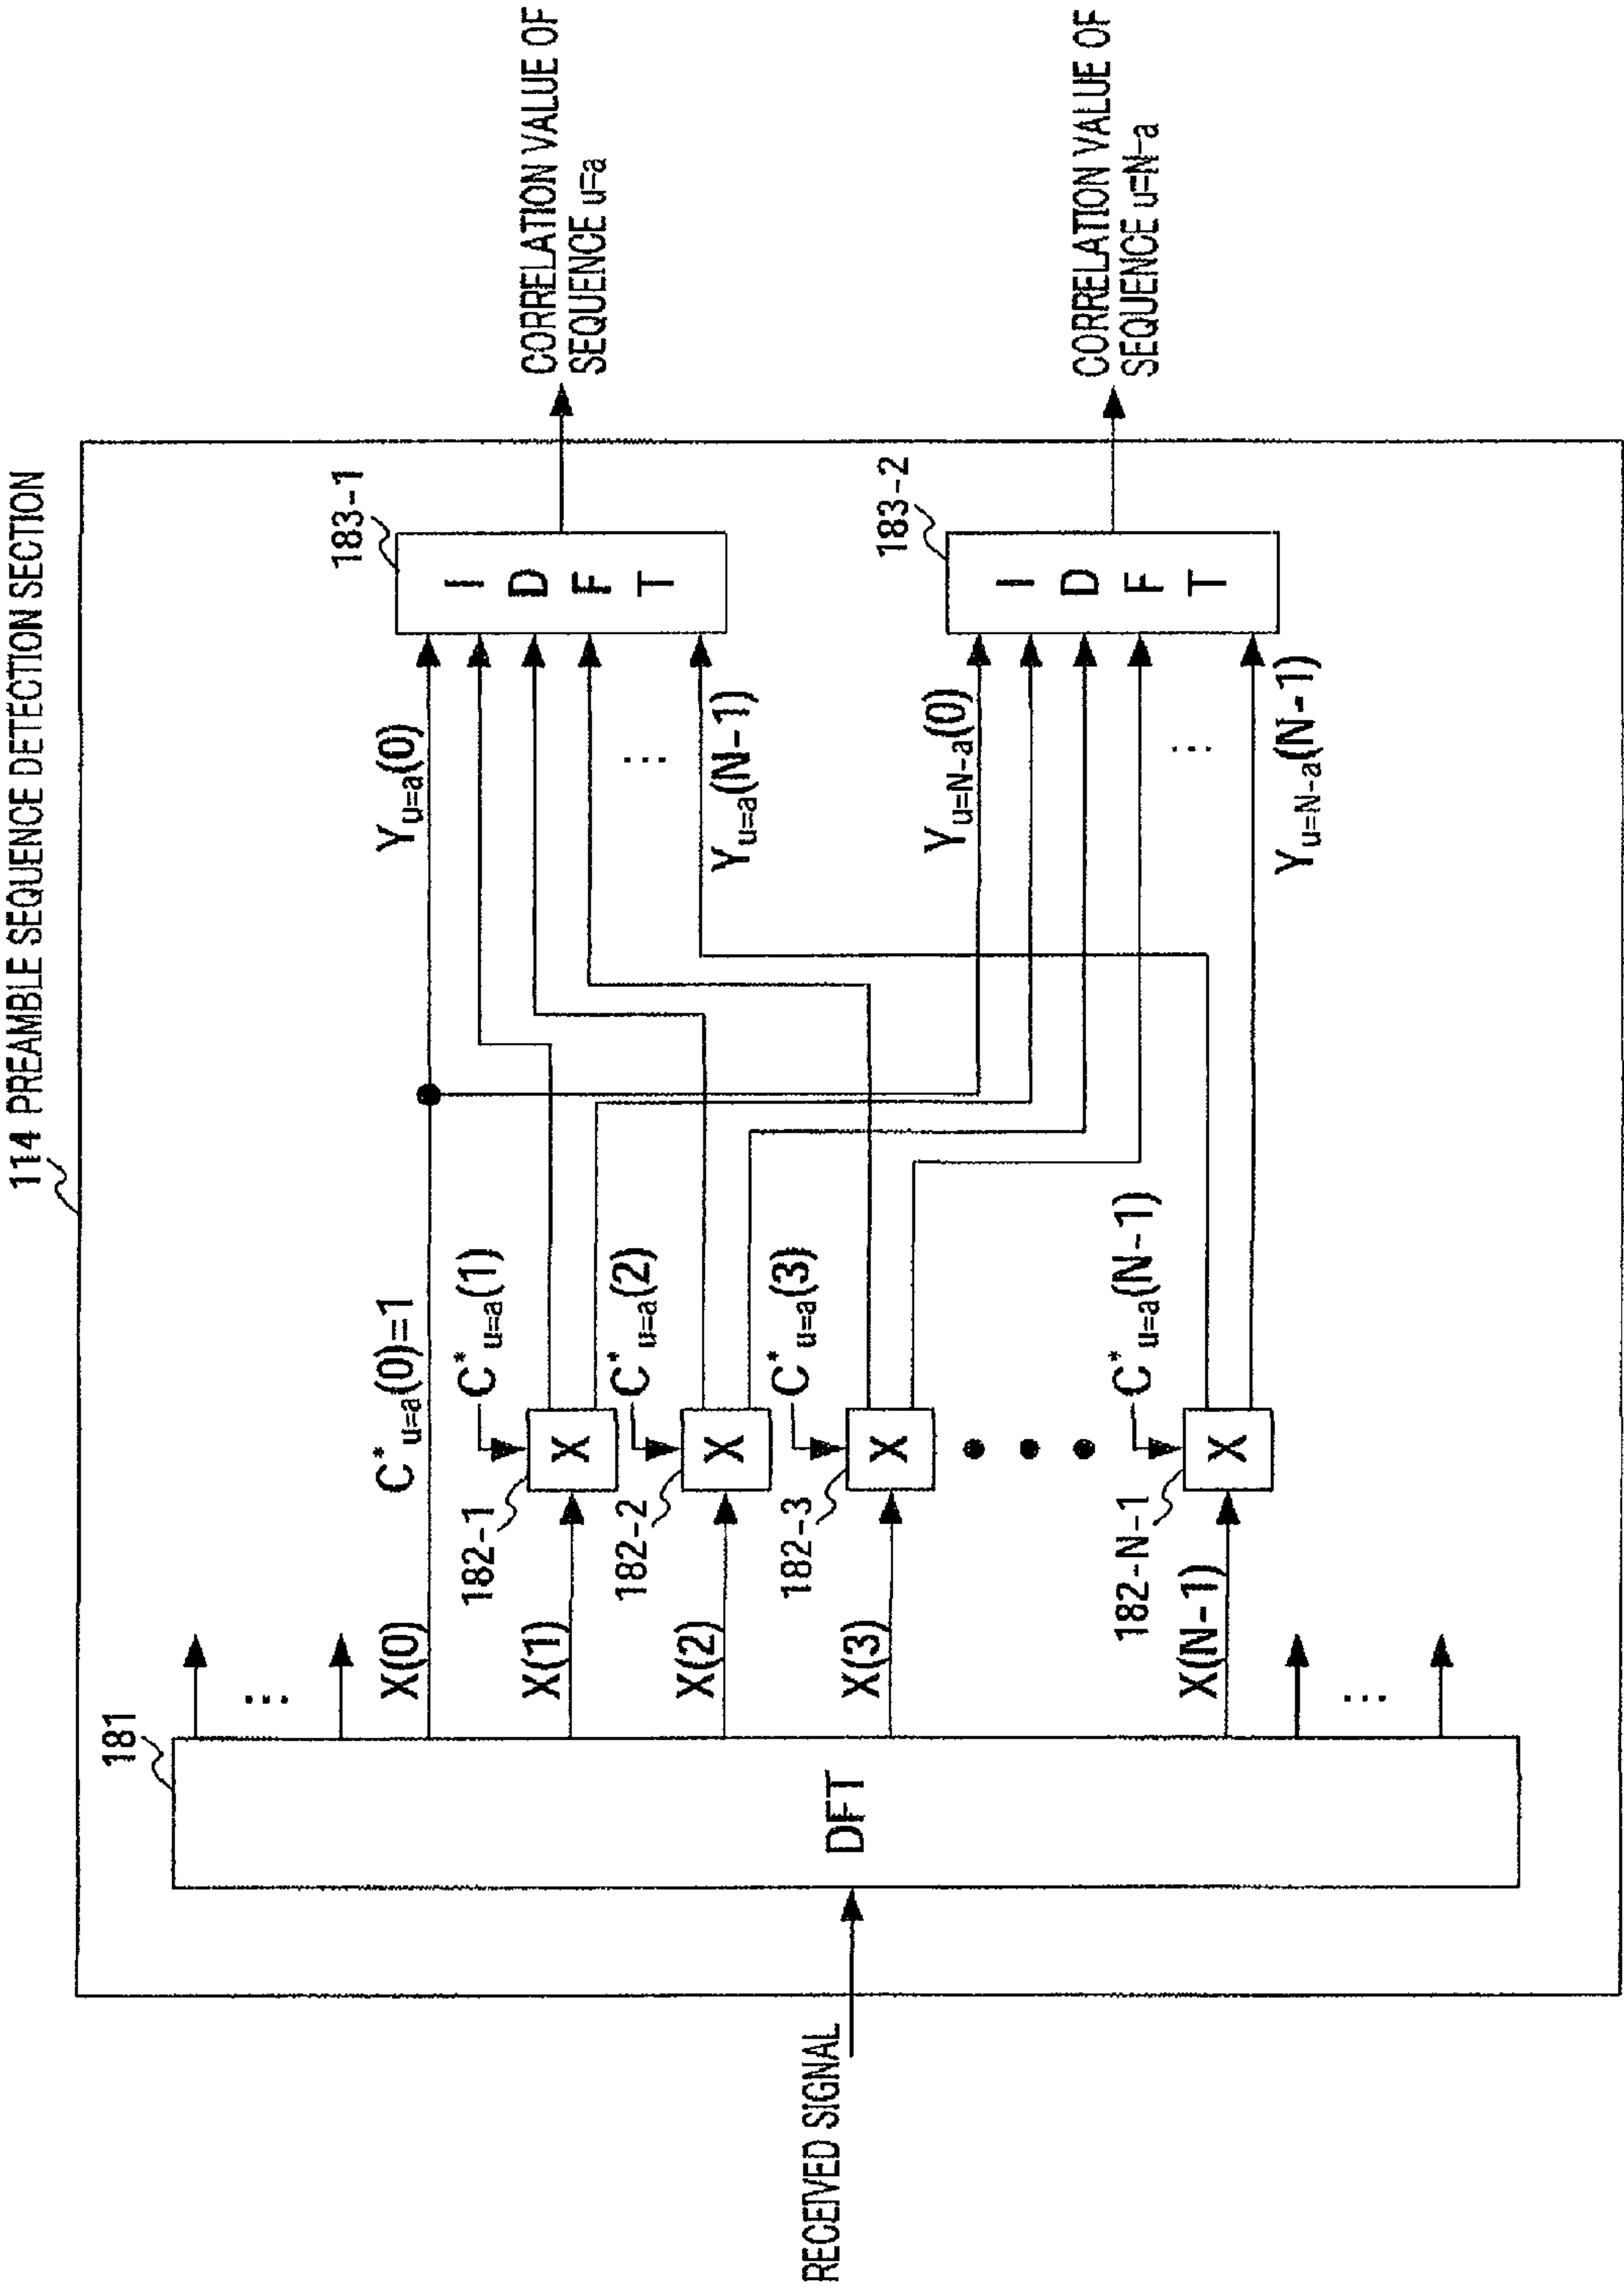 114 PREAMBLE SEQUENCE DETECTION SECTION
RECEIVED SIGNAL
181
DFT
X(0)
X(1)
X(2)
X(3)
X(N-1)
182-1
182-2
182-3
182-N-1
C*u=a(0)=1
C*u=a(1)
C*u=a(2)
C*u=a(3)
C*u=a(N-1)
X
X
X
X
Yu=a(0)
Yu=a(N-1)
Yu=N-a(0)
Yu=N-a(N-1)
183-1
I
D
F
T
183-2
I
D
F
T
CORRELATION VALUE OF
SEQUENCE u=a
CORRELATION VALUE OF
SEQUENCE u=N-a